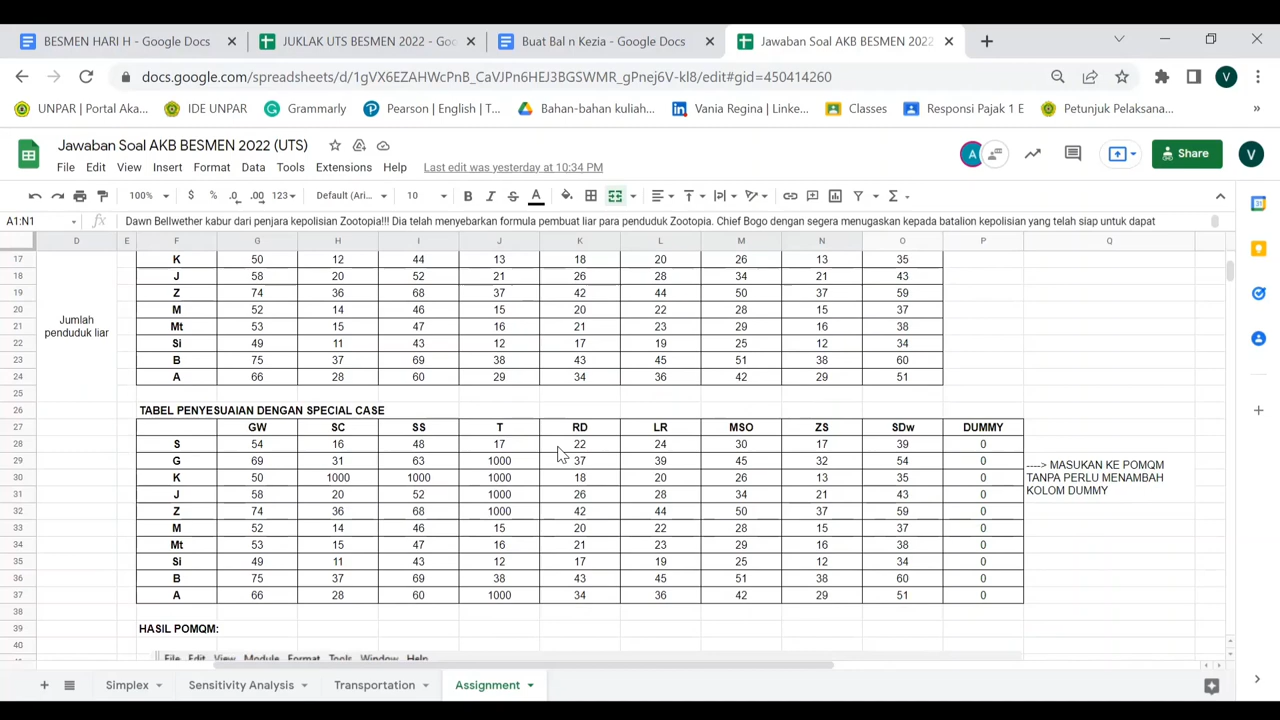 BESMEN HARI H - Google Docs
JUKLAK UTS BESMEN 2022 - Goo
Buat Bal n Kezia - Google Docs
Jawaban Soal AKB BESMEN 2022
docs.google.com/spreadsheets/d/1gVX6EZAHWcPnB_CaVJPn6HEJ3BGSWMR_gPnej6V-kI8/edit#gid=450414260
V
UNPAR | Portal Aka...
IDE UNPAR
Grammarly
Pearson | English | T...
Bahan-bahan kuliah...
Vania Regina | Linke...
Classes
Responsi Pajak 1 E
Petunjuk Pelaksana...
»
Jawaban Soal AKB BESMEN 2022 (UTS)
File Edit View Insert Format Data Tools Extensions Help Last edit was yesterday at 10:34 PM
A
Share
V
100% $ % .0 .00 123 Default (Ari... 10 B I S A
A1:N1 fx Dawn Bellwether kabur dari penjara kepolisian Zootopia!!! Dia telah menyebarkan formula pembuat liar para penduduk Zootopia. Chief Bogo dengan segera menugaskan kepada batalion kepolisian yang telah siap untuk dapat
D E F G H I J K L M N O P Q
17 K 50 12 44 13 18 20 26 13 35
18 J 58 20 52 21 26 28 34 21 43
19 Z 74 36 68 37 42 44 50 37 59
20 M 52 14 46 15 20 22 28 15 37
Jumlah
penduduk liar
21 Mt 53 15 47 16 21 23 29 16 38
22 Si 49 11 43 12 17 19 25 12 34
23 B 75 37 69 38 43 45 51 38 60
24 A 66 28 60 29 34 36 42 29 51
25
26 TABEL PENYESUAIAN DENGAN SPECIAL CASE
27 GW SC SS T RD LR MSO ZS SDw DUMMY
28 S 54 16 48 17 22 24 30 17 39 0
29 G 69 31 63 1000 37 39 45 32 54 0
30 K 50 1000 1000 1000 18 20 26 13 35 0
31 J 58 20 52 1000 26 28 34 21 43 0
----> MASUKAN KE POMQM
TANPA PERLU MENAMBAH
KOLOM DUMMY
32 Z 74 36 68 1000 42 44 50 37 59 0
33 M 52 14 46 15 20 22 28 15 37 0
34 Mt 53 15 47 16 21 23 29 16 38 0
35 Si 49 11 43 12 17 19 25 12 34 0
36 B 75 37 69 38 43 45 51 38 60 0
37 A 66 28 60 1000 34 36 42 29 51 0
38
39 HASIL POMQM:
40
File Edit View Module Format Tools Window Help
Simplex
Sensitivity Analysis
Transportation
Assignment